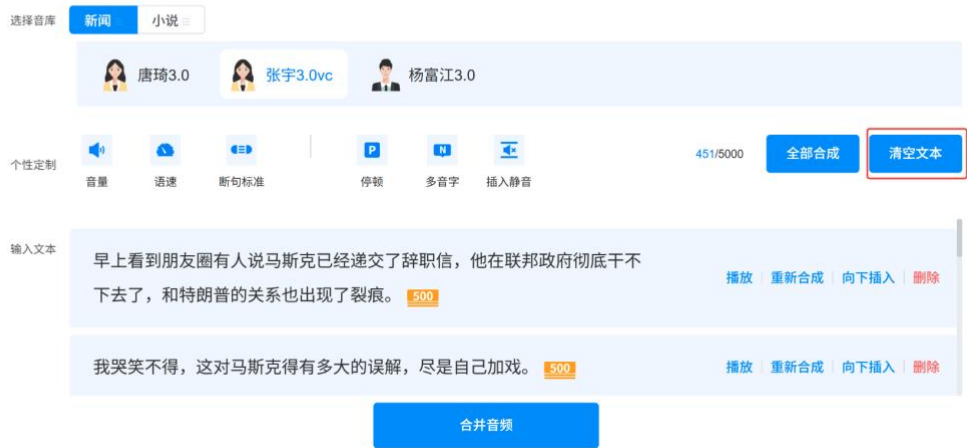 选择音库 新闻 小说
唐琦3.0 张宇3.0vc 杨富江3.0
个性定制 音量 语速 断句标准 P 停顿 N 多音字 插入静音 451/5000 全部合成 清空文本
输入文本
早上看到朋友圈有人说马斯克已经递交了辞职信，他在联邦政府彻底干不
下去了，和特朗普的关系也出现了裂痕。 500
播放 重新合成 向下插入 删除
我哭笑不得，这对马斯克得有多大的误解，尽是自己加戏。 500
播放 重新合成 向下插入 删除
合并音频